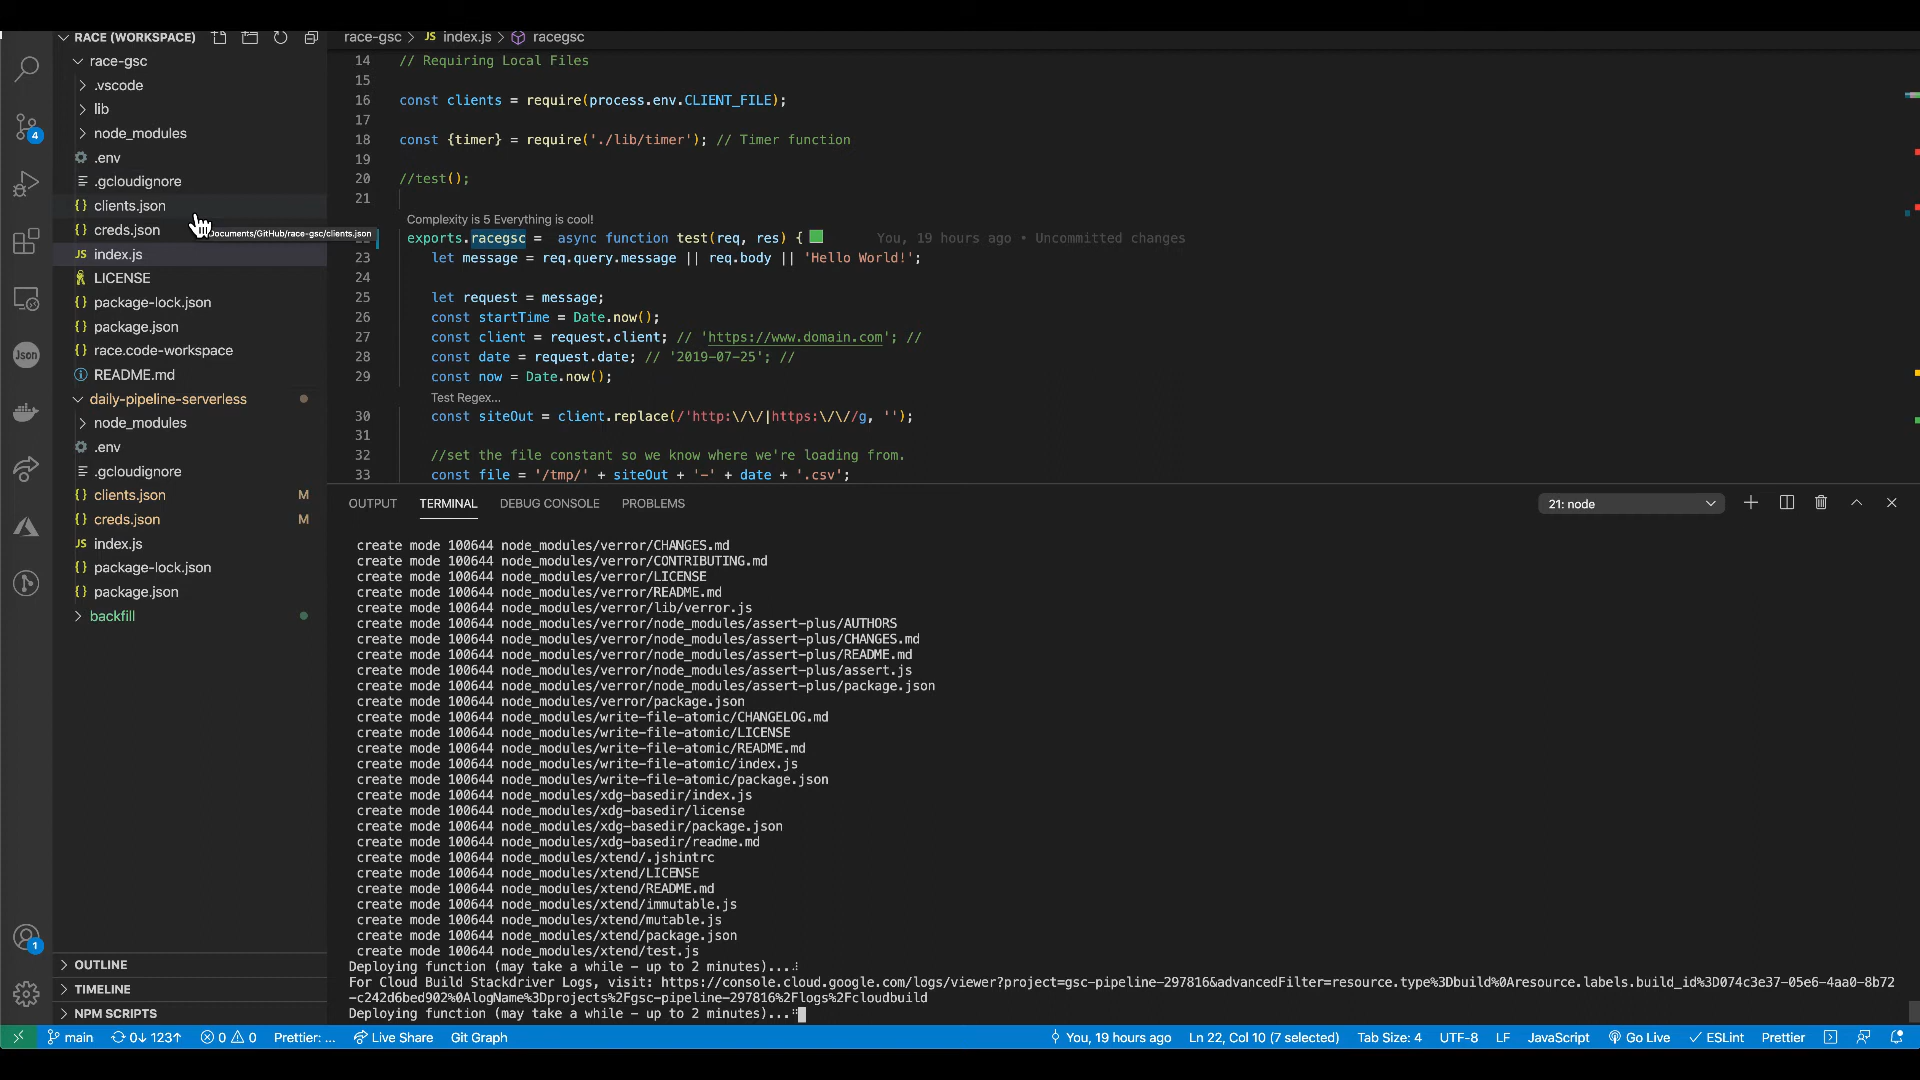 RACE (WORKSPACE)
race-gsc
.vscode
lib
node_modules
.env
.gcloudignore
clients.json
creds.json
Documents/GitHub/race-gsc/clients.json
index.js
LICENSE
package-lock.json
package.json
race.code-workspace
README.md
daily-pipeline-serverless
node_modules
.env
.gcloudignore
clients.json M
creds.json M
index.js
package-lock.json
package.json
backfill
OUTLINE
TIMELINE
NPM SCRIPTS
4
Json
1
race-gsc > JS index.js > racegsc
14 // Requiring Local Files
15
16 const clients = require(process.env.CLIENT_FILE);
17
18 const {timer} = require('./lib/timer'); // Timer function
19
20 //test();
21
Complexity is 5 Everything is cool!
exports.racegsc = async function test(req, res) { You, 19 hours ago • Uncommitted changes
23 let message = req.query.message || req.body || 'Hello World!';
24
25 let request = message;
26 const startTime = Date.now();
27 const client = request.client; // 'https://www.domain.com'; //
28 const date = request.date; // '2019-07-25'; //
29 const now = Date.now();
Test Regex...
30 const siteOut = client.replace(/'http:\/\/|https:\/\//g, '');
31
32 //set the file constant so we know where we're loading from.
33 const file = '/tmp/' + siteOut + '-' + date + '.csv';
OUTPUT TERMINAL DEBUG CONSOLE PROBLEMS 21: node
create mode 100644 node_modules/verror/CHANGES.md
create mode 100644 node_modules/verror/CONTRIBUTING.md
create mode 100644 node_modules/verror/LICENSE
create mode 100644 node_modules/verror/README.md
create mode 100644 node_modules/verror/lib/verror.js
create mode 100644 node_modules/verror/node_modules/assert-plus/AUTHORS
create mode 100644 node_modules/verror/node_modules/assert-plus/CHANGES.md
create mode 100644 node_modules/verror/node_modules/assert-plus/README.md
create mode 100644 node_modules/verror/node_modules/assert-plus/assert.js
create mode 100644 node_modules/verror/node_modules/assert-plus/package.json
create mode 100644 node_modules/verror/package.json
create mode 100644 node_modules/write-file-atomic/CHANGELOG.md
create mode 100644 node_modules/write-file-atomic/LICENSE
create mode 100644 node_modules/write-file-atomic/README.md
create mode 100644 node_modules/write-file-atomic/index.js
create mode 100644 node_modules/write-file-atomic/package.json
create mode 100644 node_modules/xdg-basedir/index.js
create mode 100644 node_modules/xdg-basedir/license
create mode 100644 node_modules/xdg-basedir/package.json
create mode 100644 node_modules/xdg-basedir/readme.md
create mode 100644 node_modules/xtend/.jshintrc
create mode 100644 node_modules/xtend/LICENSE
create mode 100644 node_modules/xtend/README.md
create mode 100644 node_modules/xtend/immutable.js
create mode 100644 node_modules/xtend/mutable.js
create mode 100644 node_modules/xtend/package.json
create mode 100644 node_modules/xtend/test.js
Deploying function (may take a while - up to 2 minutes)...
For Cloud Build Stackdriver Logs, visit: https://console.cloud.google.com/logs/viewer?project=gsc-pipeline-297816&advancedFilter=resource.type%3Dbuild%0Aresource.labels.build_id%3D074c3e37-05e6-4aa0-8b72
-c242d6bed902%0AlogName%3Dprojects%2Fgsc-pipeline-297816%2Flogs%2Fcloudbuild
Deploying function (may take a while - up to 2 minutes)...
main 0↓ 123↑ 0 0 Prettier: ... Live Share Git Graph You, 19 hours ago Ln 22, Col 10 (7 selected) Tab Size: 4 UTF-8 LF JavaScript Go Live ESLint Prettier